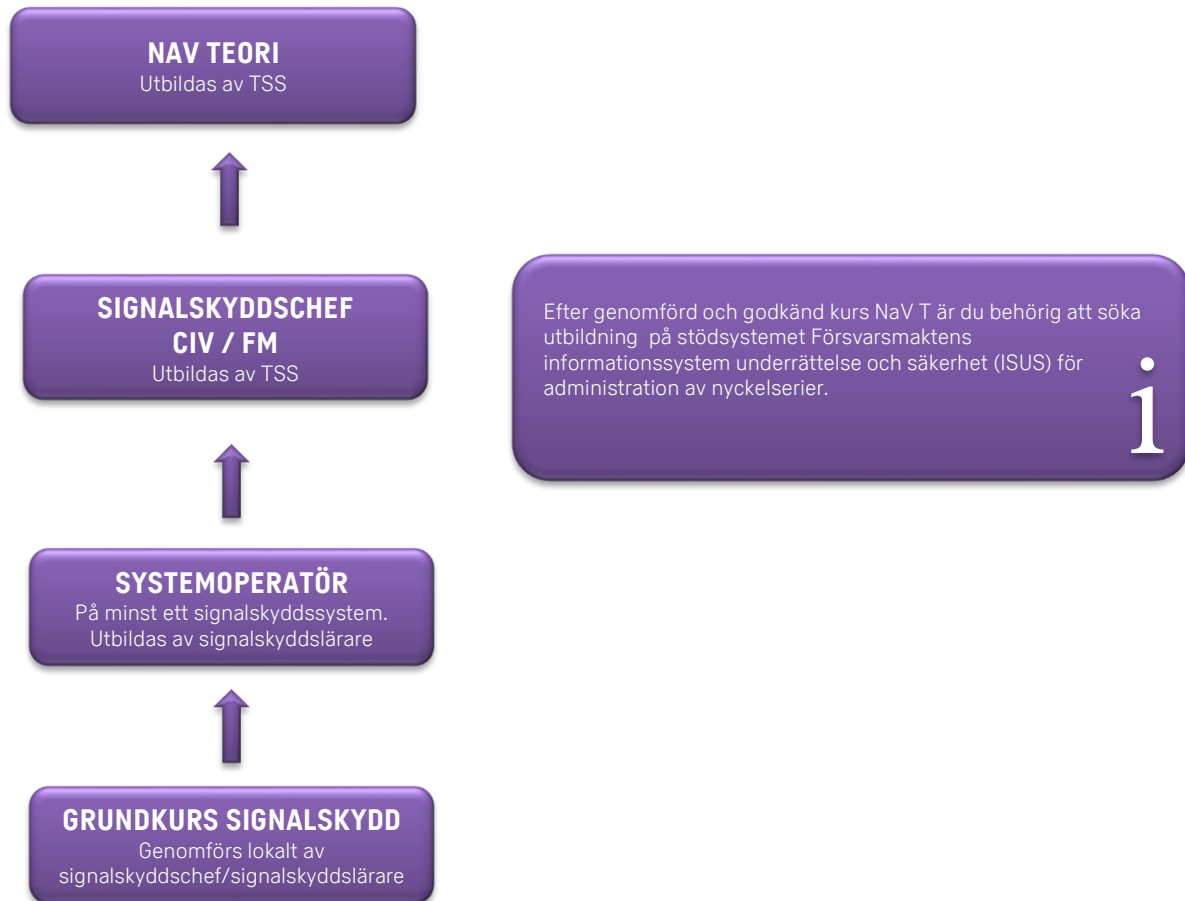 NAV TEORI
Utbildas av TSS
SIGNALSKYDDSCHEF
CIV / FM
Utbildas av TSS
Efter genomförd och godkänd kurs NaV T är du behörig att söka
utbildning på stödsystemet Försvarsmaktens
informationssystem underrättelse och säkerhet (ISUS) för
administration av nyckelserier.
i
SYSTEMOPERATÖR
På minst ett signalskyddssystem.
Utbildas av signalskyddslärare
GRUNDKURS SIGNALSKYDD
Genomförs lokalt av
signalskyddschef/signalskyddslärare